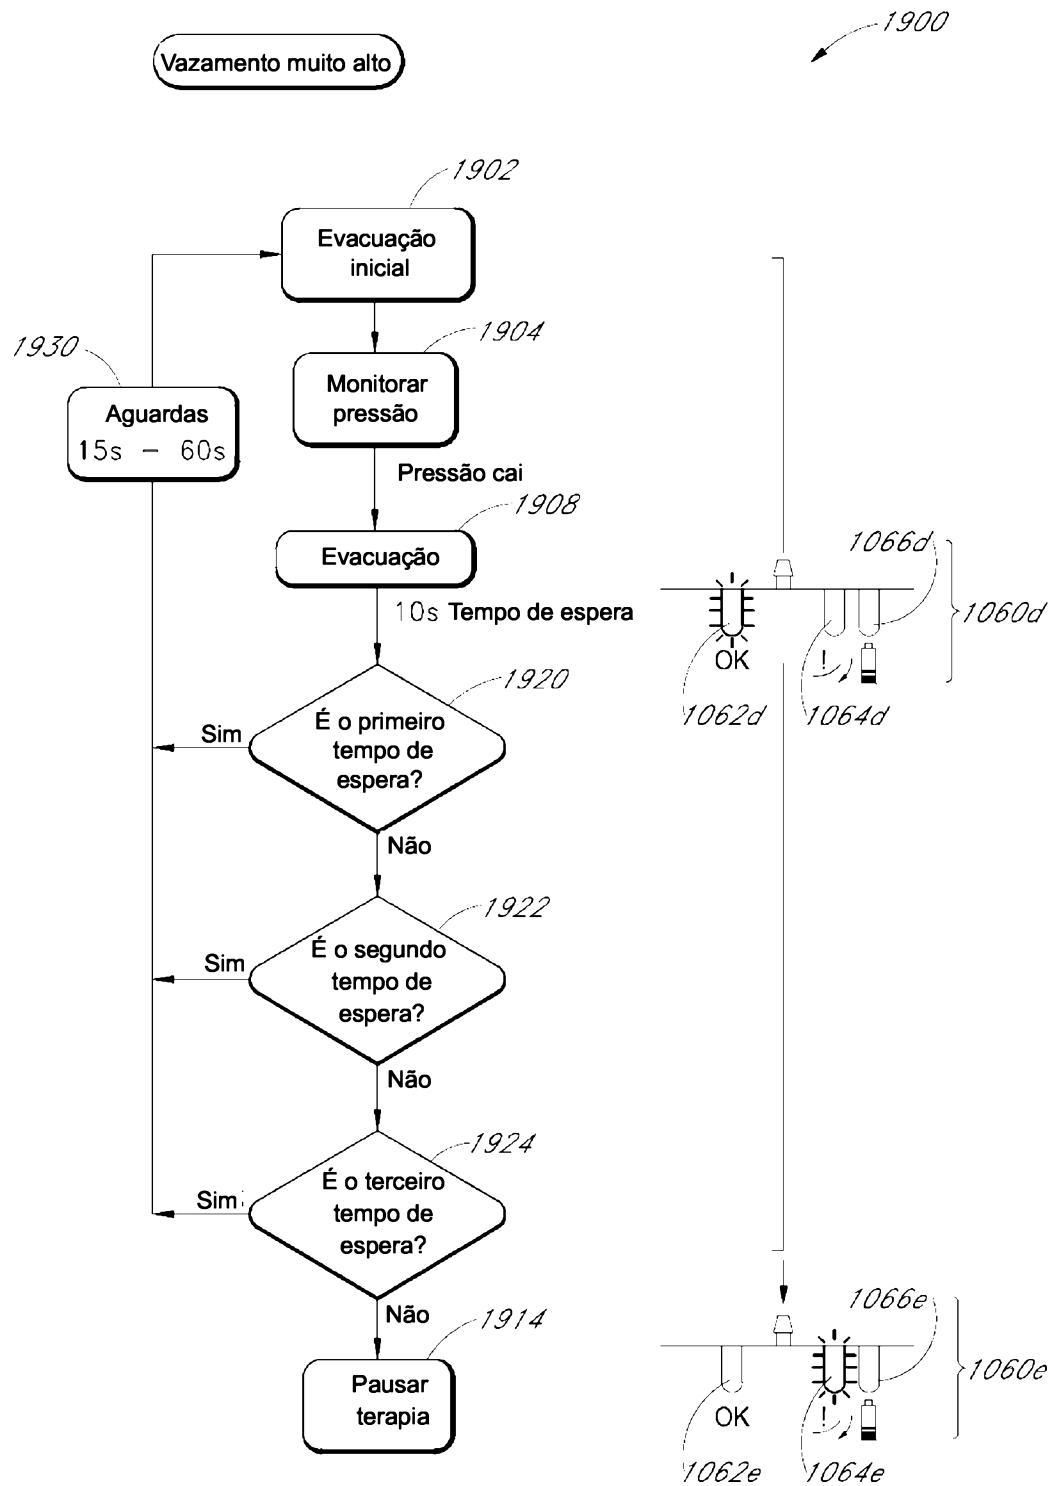 1900
Vazamento muito alto
1902
Evacuação
inicial
1904
1930
Monitorar
pressão
Aguardas
15s - 60s
Pressão cai
1908
Evacuação
1066d
10s Tempo de espera
1060d
OK
!
1062d
1064d
1920
É o primeiro
tempo de
espera?
Sim
Não
1922
É o segundo
tempo de
espera?
Sim
Não
1924
É o terceiro
tempo de
espera?
Sim
Não
1066e
1914
1060e
Pausar
terapia
OK
!
1062e
1064e